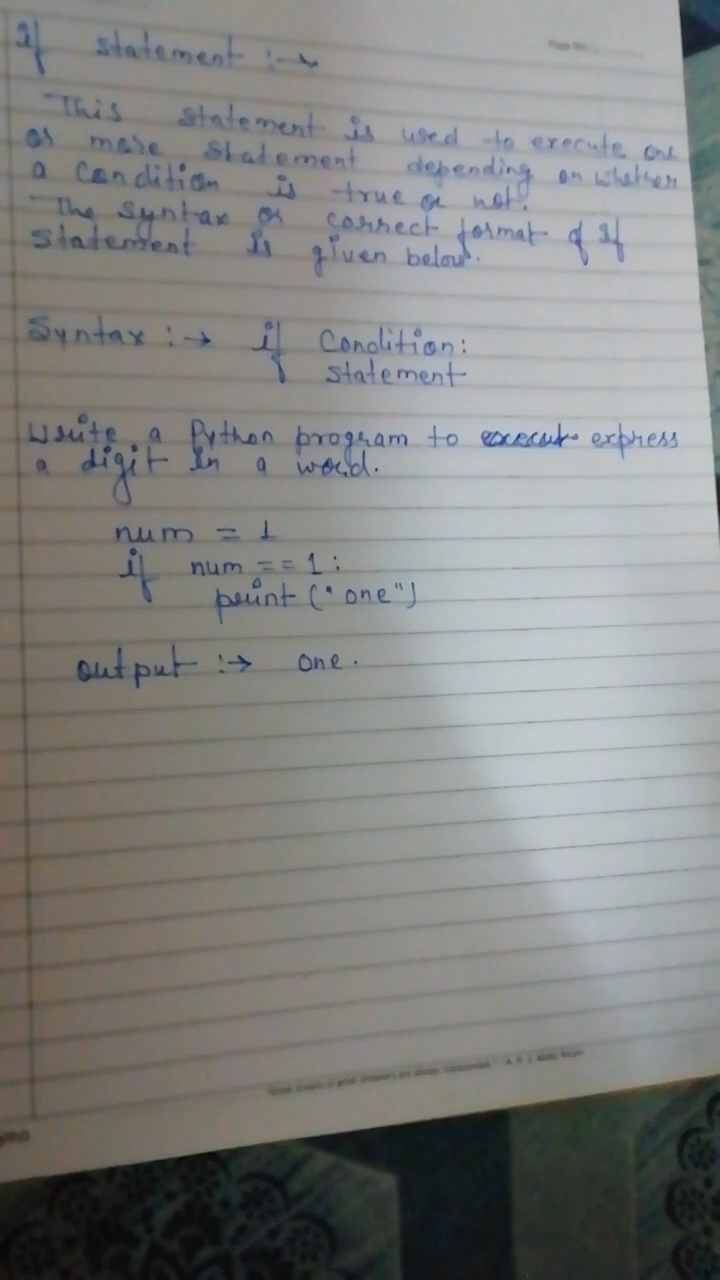 If statement :→
This statement is used to execute one
or more statement depending on whether
a condition is true or not.
The syntax or correct format of If
statement is given below.
Syntax :→ if Condition:
statement
Write a Python program to express
a digit in a word.
num = 1
if num == 1:
print ("one")
output :→ one.